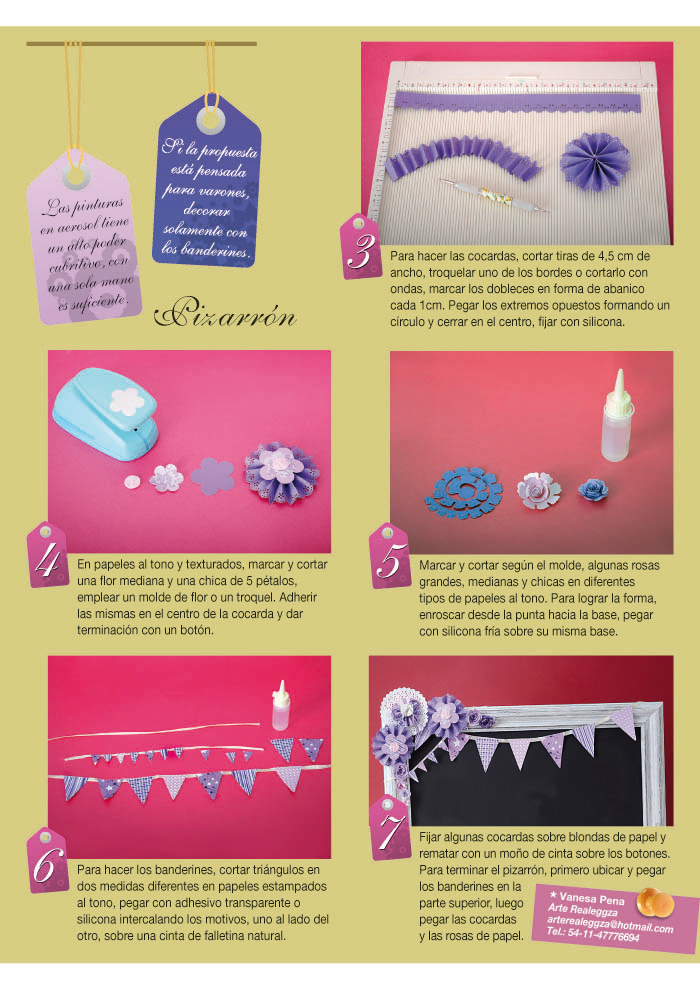 Las pinturas
en aerosol tiene
un alto poder
cubritivo, con
una sola mano
es suficiente.
Si la propuesta
está pensada
para varones,
decorar
solamente con
los banderines.
Pizarrón
3
Para hacer las cocardas, cortar tiras de 4,5 cm de
ancho, troquelar uno de los bordes o cortarlo con
ondas, marcar los dobleces en forma de abanico
cada 1cm. Pegar los extremos opuestos formando un
círculo y cerrar en el centro, fijar con silicona.
4
En papeles al tono y texturados, marcar y cortar
una flor mediana y una chica de 5 pétalos,
emplear un molde de flor o un troquel. Adherir
las mismas en el centro de la cocarda y dar
terminación con un botón.
5
Marcar y cortar según el molde, algunas rosas
grandes, medianas y chicas en diferentes
tipos de papeles al tono. Para lograr la forma,
enroscar desde la punta hacia la base, pegar
con silicona fría sobre su misma base.
6
Para hacer los banderines, cortar triángulos en
dos medidas diferentes en papeles estampados
al tono, pegar con adhesivo transparente o
silicona intercalando los motivos, uno al lado del
otro, sobre una cinta de falletina natural.
7
Fijar algunas cocardas sobre blondas de papel y
rematar con un moño de cinta sobre los botones.
Para terminar el pizarrón, primero ubicar y pegar
los banderines en la
parte superior, luego
pegar las cocardas
y las rosas de papel.
★ Vanesa Pena
Arte Realeggza
arterealeggza@hotmail.com
Tel.: 54-11-47776694